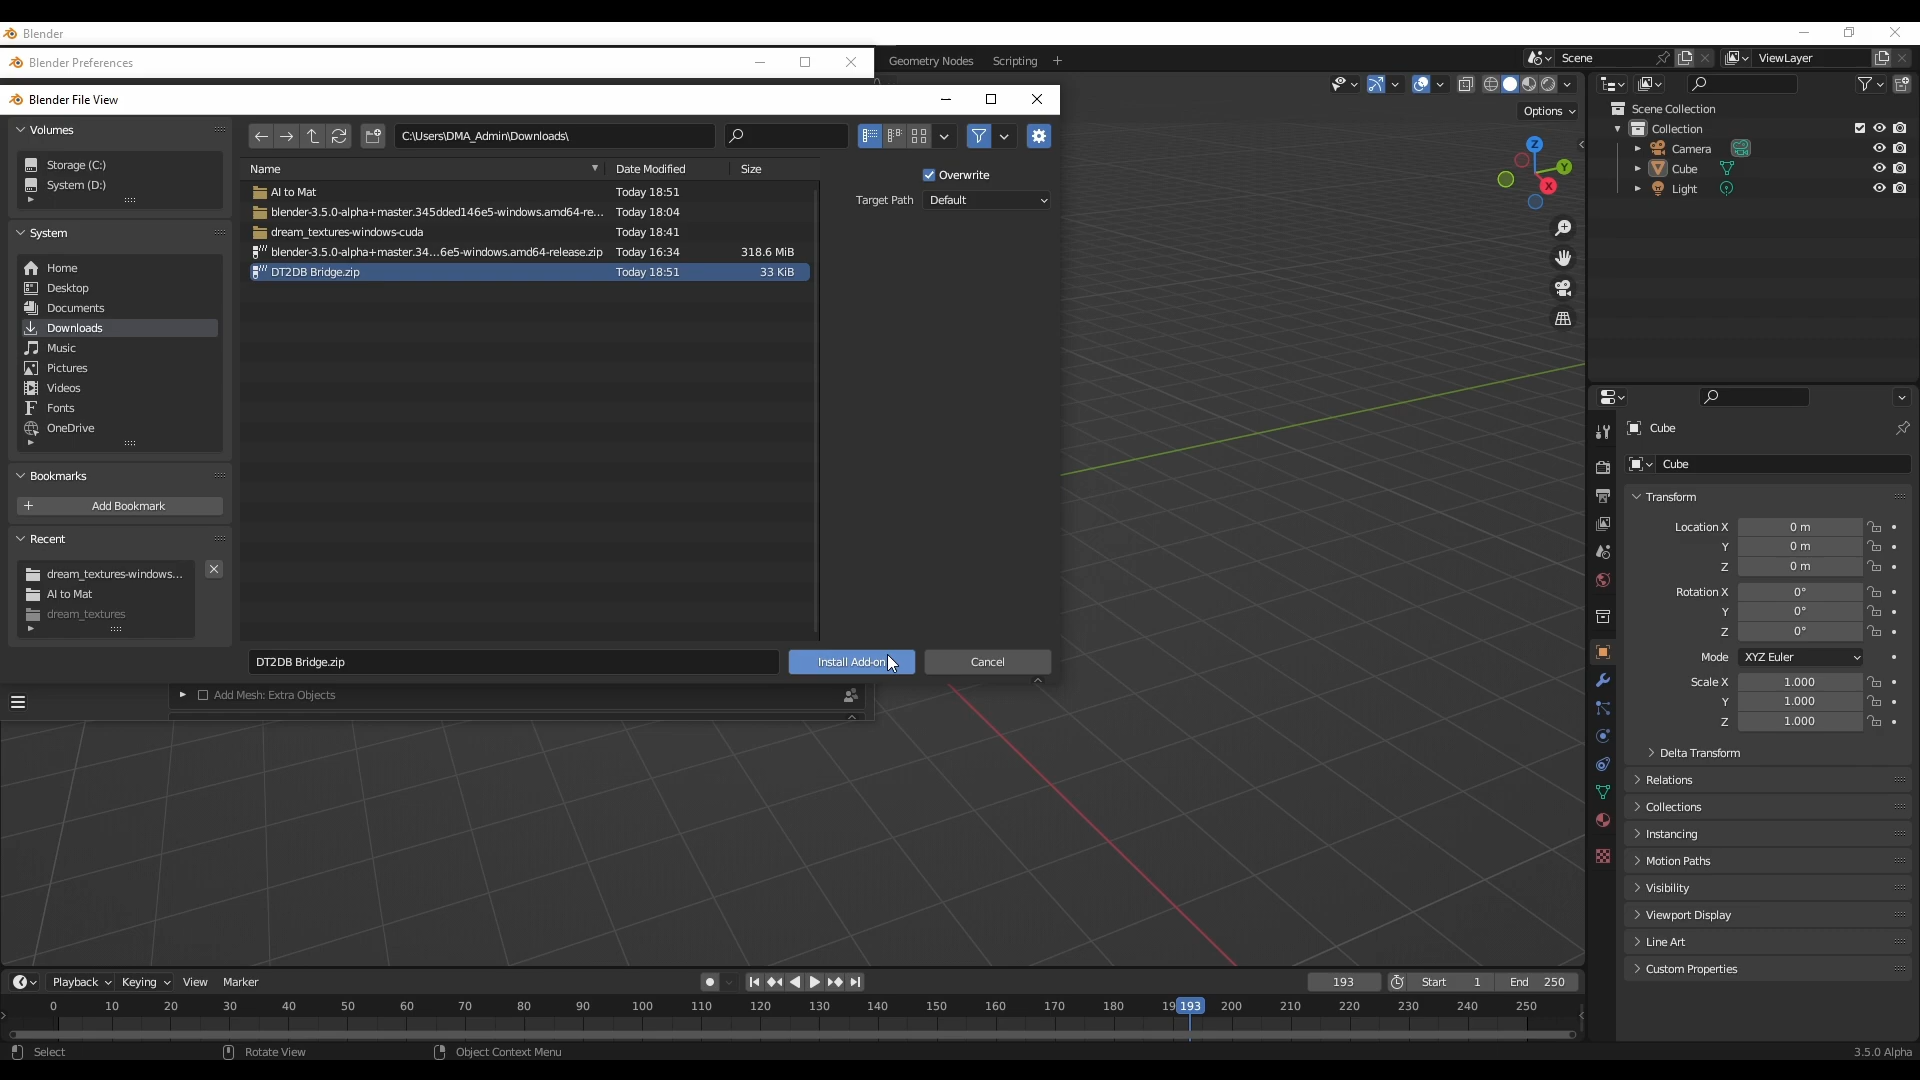 Blender
Blender Preferences
Geometry Nodes Scripting
Scene
ViewLayer
Blender File View
Options
Volumes
Storage (C:)
System (D:)
System
Home
Desktop
Documents
Downloads
Music
Pictures
Videos
Fonts
OneDrive
Bookmarks
Add Bookmark
Recent
dream_textures-windows...
AI to Mat
dream_textures
C:\Users\DMA_Admin\Downloads\
Name Date Modified Size
AI to Mat Today 18:51
blender-3.5.0-alpha+master.345dded146e5-windows.amd64-re... Today 18:04
dream_textures-windows-cuda Today 18:41
blender-3.5.0-alpha+master.34...6e5-windows.amd64-release.zip Today 16:34 318.6 MiB
DT2DB Bridge.zip Today 18:51 33 KiB
Overwrite
Target Path Default
DT2DB Bridge.zip Install Add-on Cancel
Add Mesh: Extra Objects
Z
Y
X
Scene Collection
Collection
Camera
Cube
Light
Cube
Cube
Transform
Location X 0 m
Y 0 m
Z 0 m
Rotation X 0°
Y 0°
Z 0°
Mode XYZ Euler
Scale X 1.000
Y 1.000
Z 1.000
Delta Transform
Relations
Collections
Instancing
Motion Paths
Visibility
Viewport Display
Line Art
Custom Properties
Playback Keying View Marker 193 Start 1 End 250
0 10 20 30 40 50 60 70 80 90 100 110 120 130 140 150 160 170 180 19 193 200 210 220 230 240 250
Select Rotate View Object Context Menu 3.5.0 Alpha